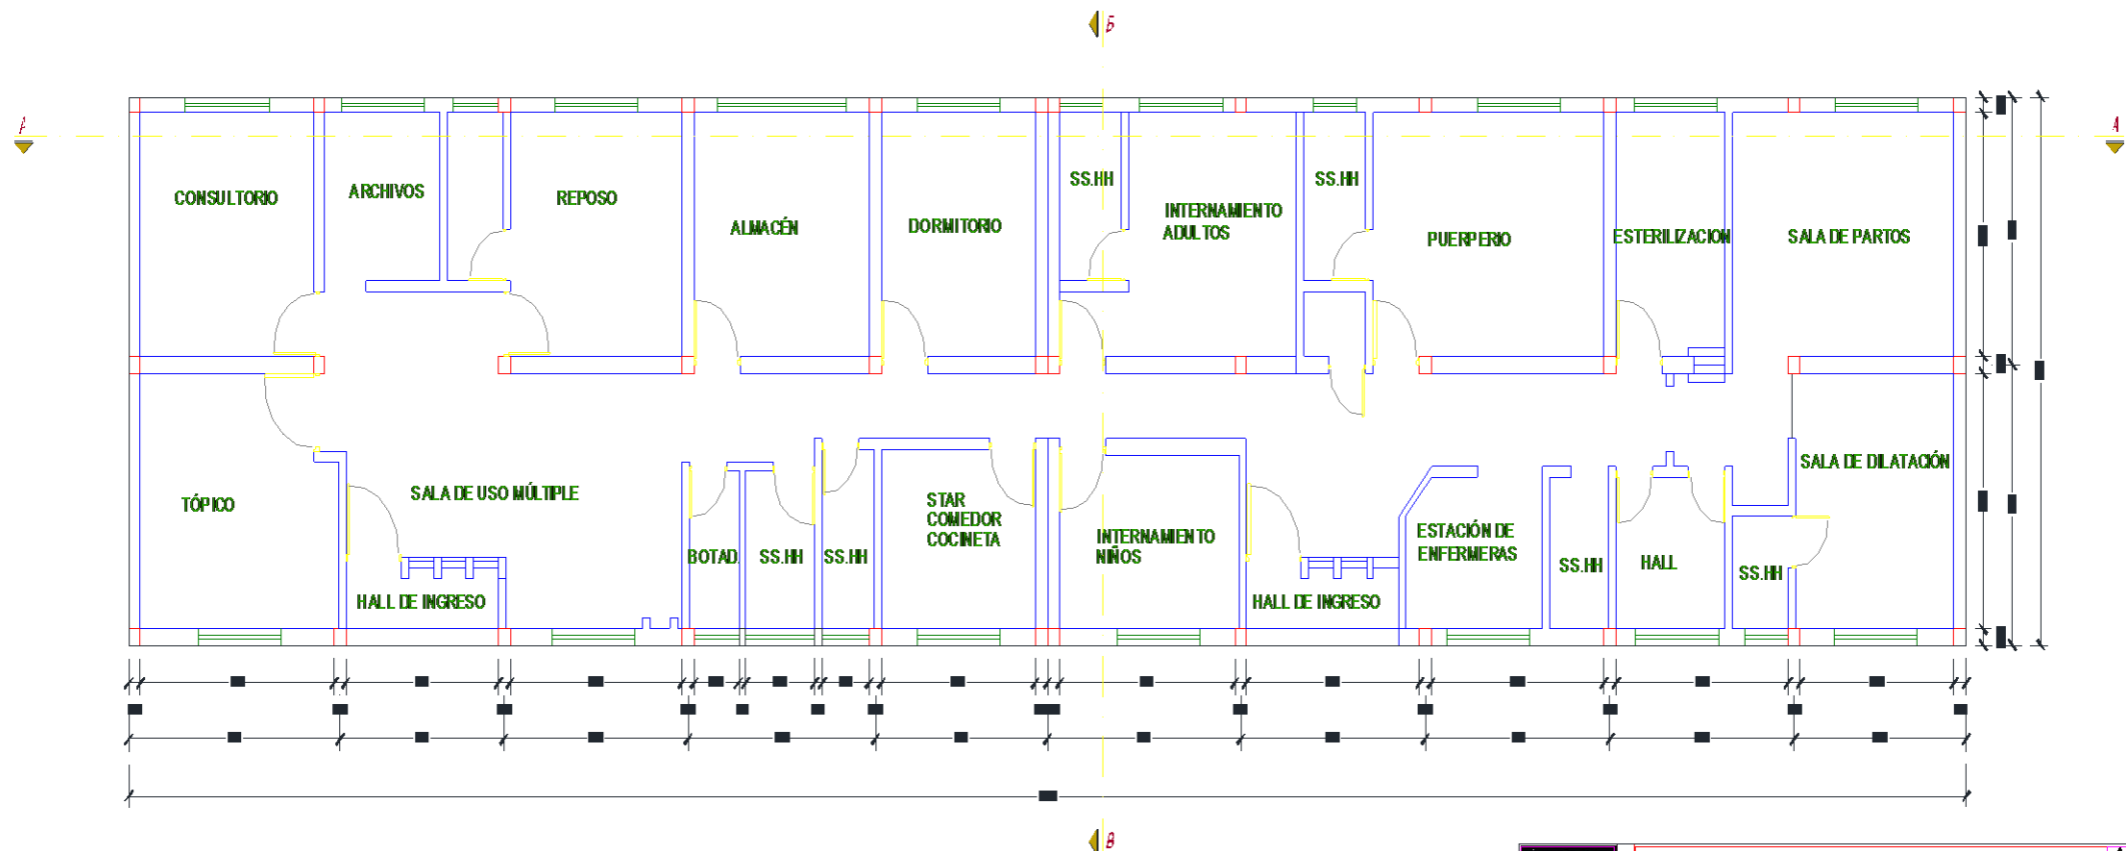 B
A
A
CONSULTORIO
ARCHIVOS
REPOSO
ALMACÉN
DORMITORIO
SS.HH
INTERNAMIENTO
ADULTOS
SS.HH
PUERPERIO
ESTERILIZACION
SALA DE PARTOS
TÓPICO
SALA DE USO MÚLTIPLE
HALL DE INGRESO
BOTAD.
SS.HH
SS.HH
STAR
COMEDOR
COCINETA
INTERNAMIENTO
NIÑOS
HALL DE INGRESO
ESTACIÓN DE
ENFERMERAS
SS.HH
HALL
SS.HH
SALA DE DILATACIÓN
B